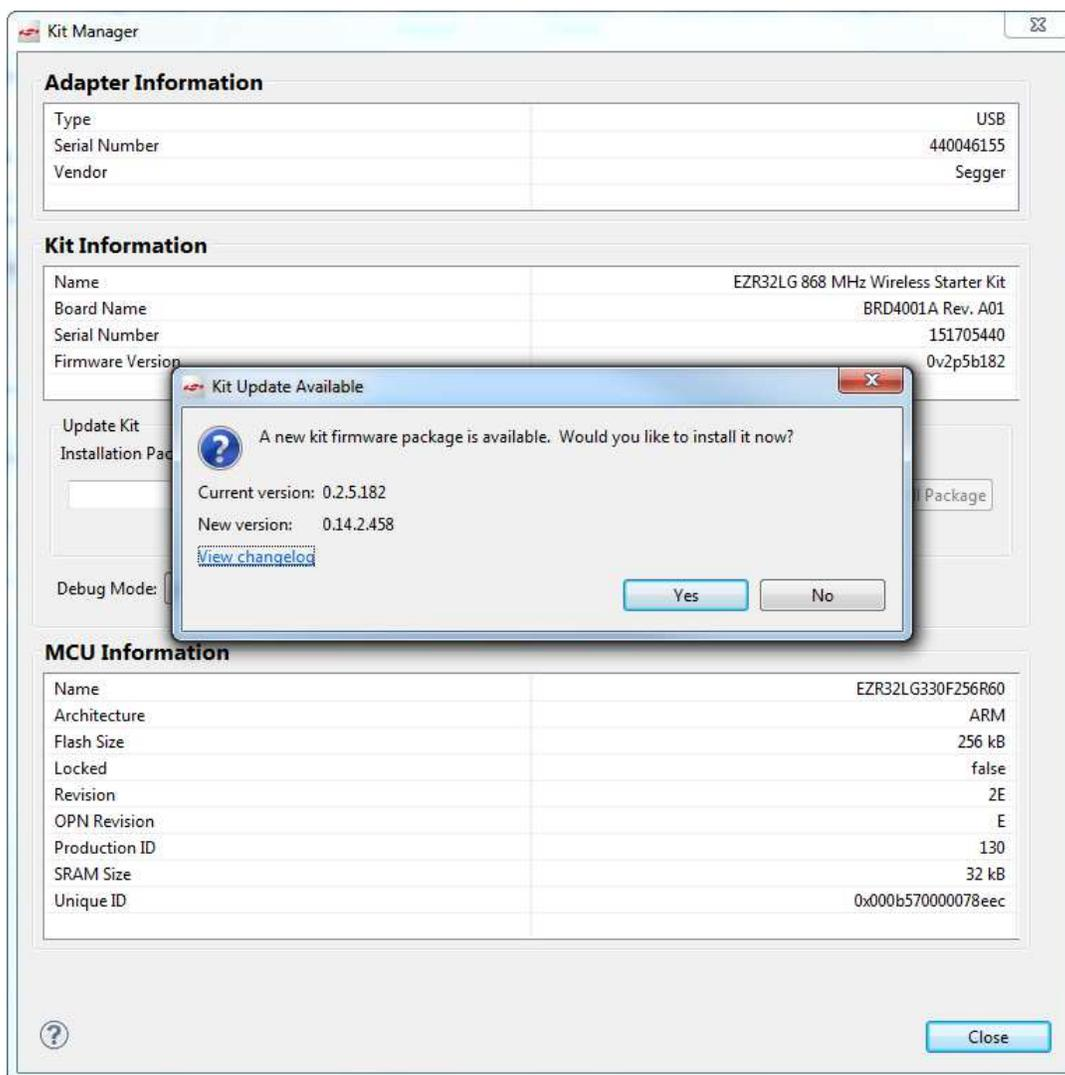 Kit Manager
Adapter Information
Type USB
Serial Number 440046155
Vendor Segger
Kit Information
Name EZR32LG 868 MHz Wireless Starter Kit
Board Name BRD4001A Rev. A01
Serial Number 151705440
Firmware Version 0v2p5b182
Kit Update Available
Update Kit
A new kit firmware package is available. Would you like to install it now?
Installation
Current version: 0.2.5.182
Package
New version: 0.14.2.458
View changelog
Debug Mode:
Yes No
MCU Information
Name EZR32LG330F256R60
Architecture ARM
Flash Size 256 kB
Locked false
Revision 2E
OPN Revision E
Production ID 130
SRAM Size 32 kB
Unique ID 0x000b570000078eec
? Close